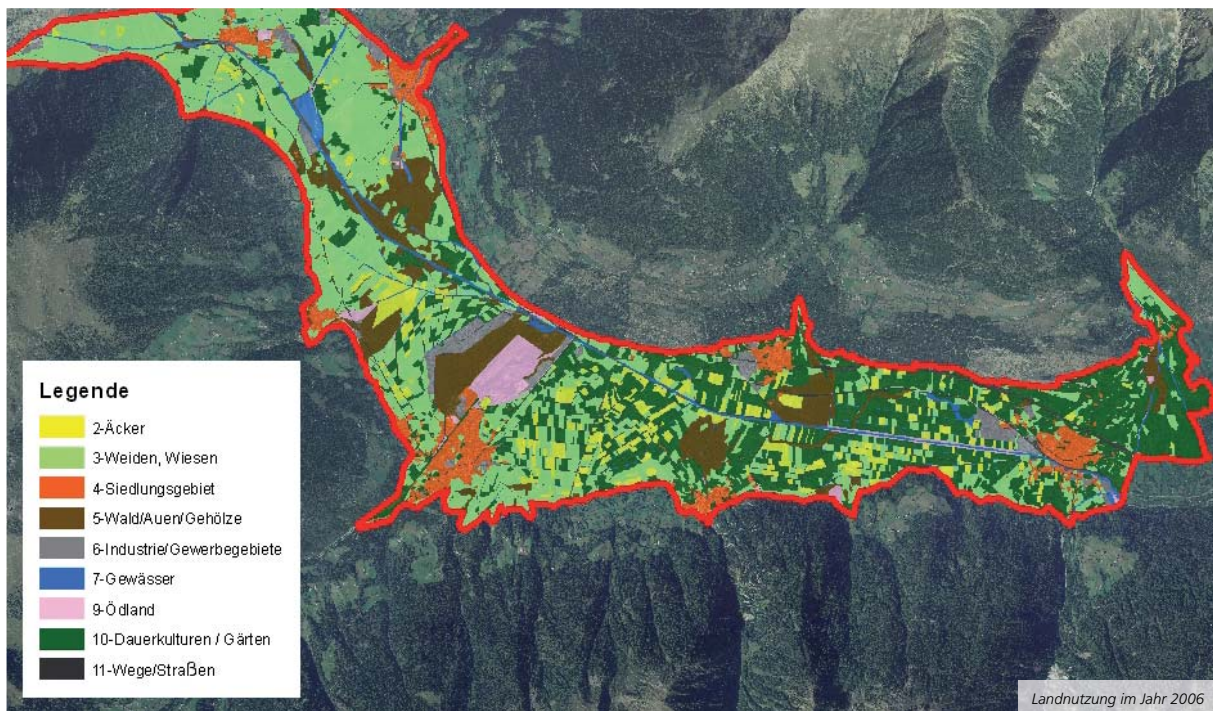 Legende
2-Äcker
3-Weiden, Wiesen
4-Siedlungsgebiet
5-Wald/Auen/Gehölze
6-Industrie/Gewerbegebiete
7-Gewässer
9-Ödland
10-Dauerkulturen / Gärten
11-Wege/Straßen
Landnutzung im Jahr 2006